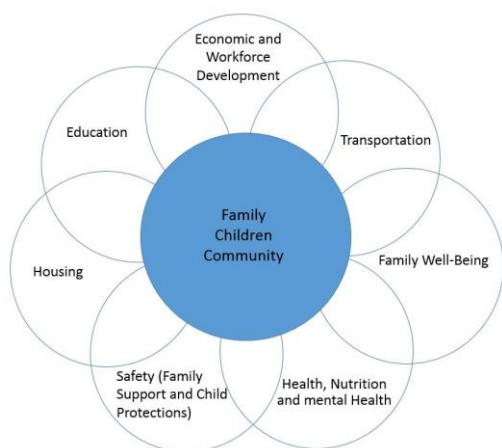 Economic and
Workforce
Development
Education
Transportation
Family
Children
Community
Housing
Family Well-Being
Safety (Family
Support and Child
Protections)
Health, Nutrition
and mental Health